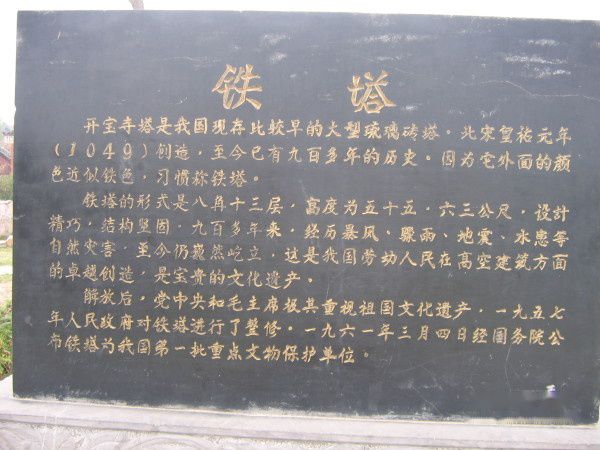 铁塔
开宝寺塔是我国现存比较早的大型琉璃砖塔。北宋皇祐元年
(1049)创造,至今已有九百多年的历史。因为它外面的颜
色近似铁色,习惯称铁塔。
铁塔的形式是八角十三层,高度为五十五.六三公尺,设計
精巧,结构坚固,九百多年来,经历暴风、骤雨、地震、水患等
自然灾害,至今仍巍然屹立,这是我国劳动人民在高空建筑方面
的卓越创造,是宝贵的文化遗产。
解放后,党中央和毛主席极其重视祖国文化遗产,一九五七
年人民政府对铁塔进行了整修。一九六一年三月四日经国务院公
布铁塔为我国第一批重点文物保护单位。